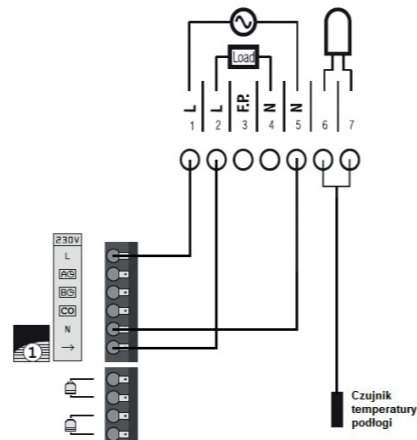 Load
L L F.P. N N
1 2 3 4 5 6 7
230V
L
A
B
CO
N
→
1
Czujnik
temperatury
podłogi